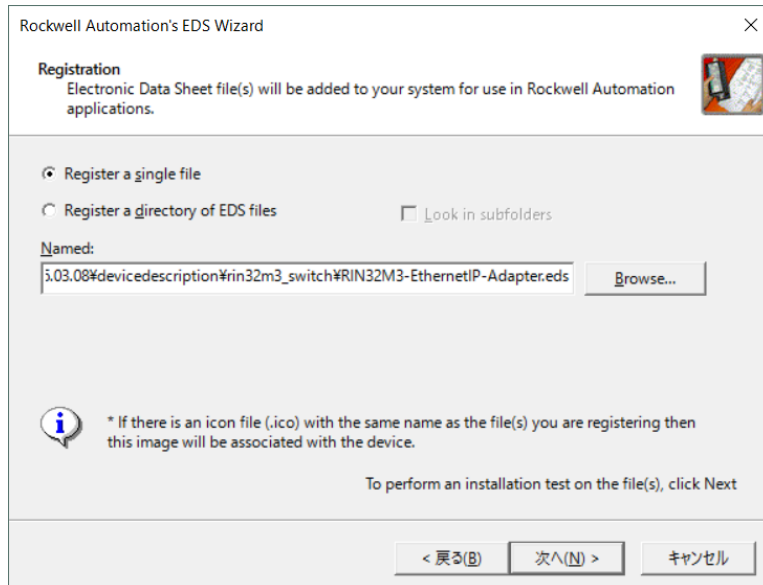 Rockwell Automation's EDS Wizard
Registration
Electronic Data Sheet file(s) will be added to your system for use in Rockwell Automation
applications.
Register a single file
Register a directory of EDS files
Look in subfolders
Named:
5.03.08¥devicedescription¥rin32m3_switch¥RIN32M3-EthernetIP-Adapter.eds
Browse...
* If there is an icon file (.ico) with the same name as the file(s) you are registering then
this image will be associated with the device.
To perform an installation test on the file(s), click Next
< 戻る(B)
次へ(N) >
キャンセル